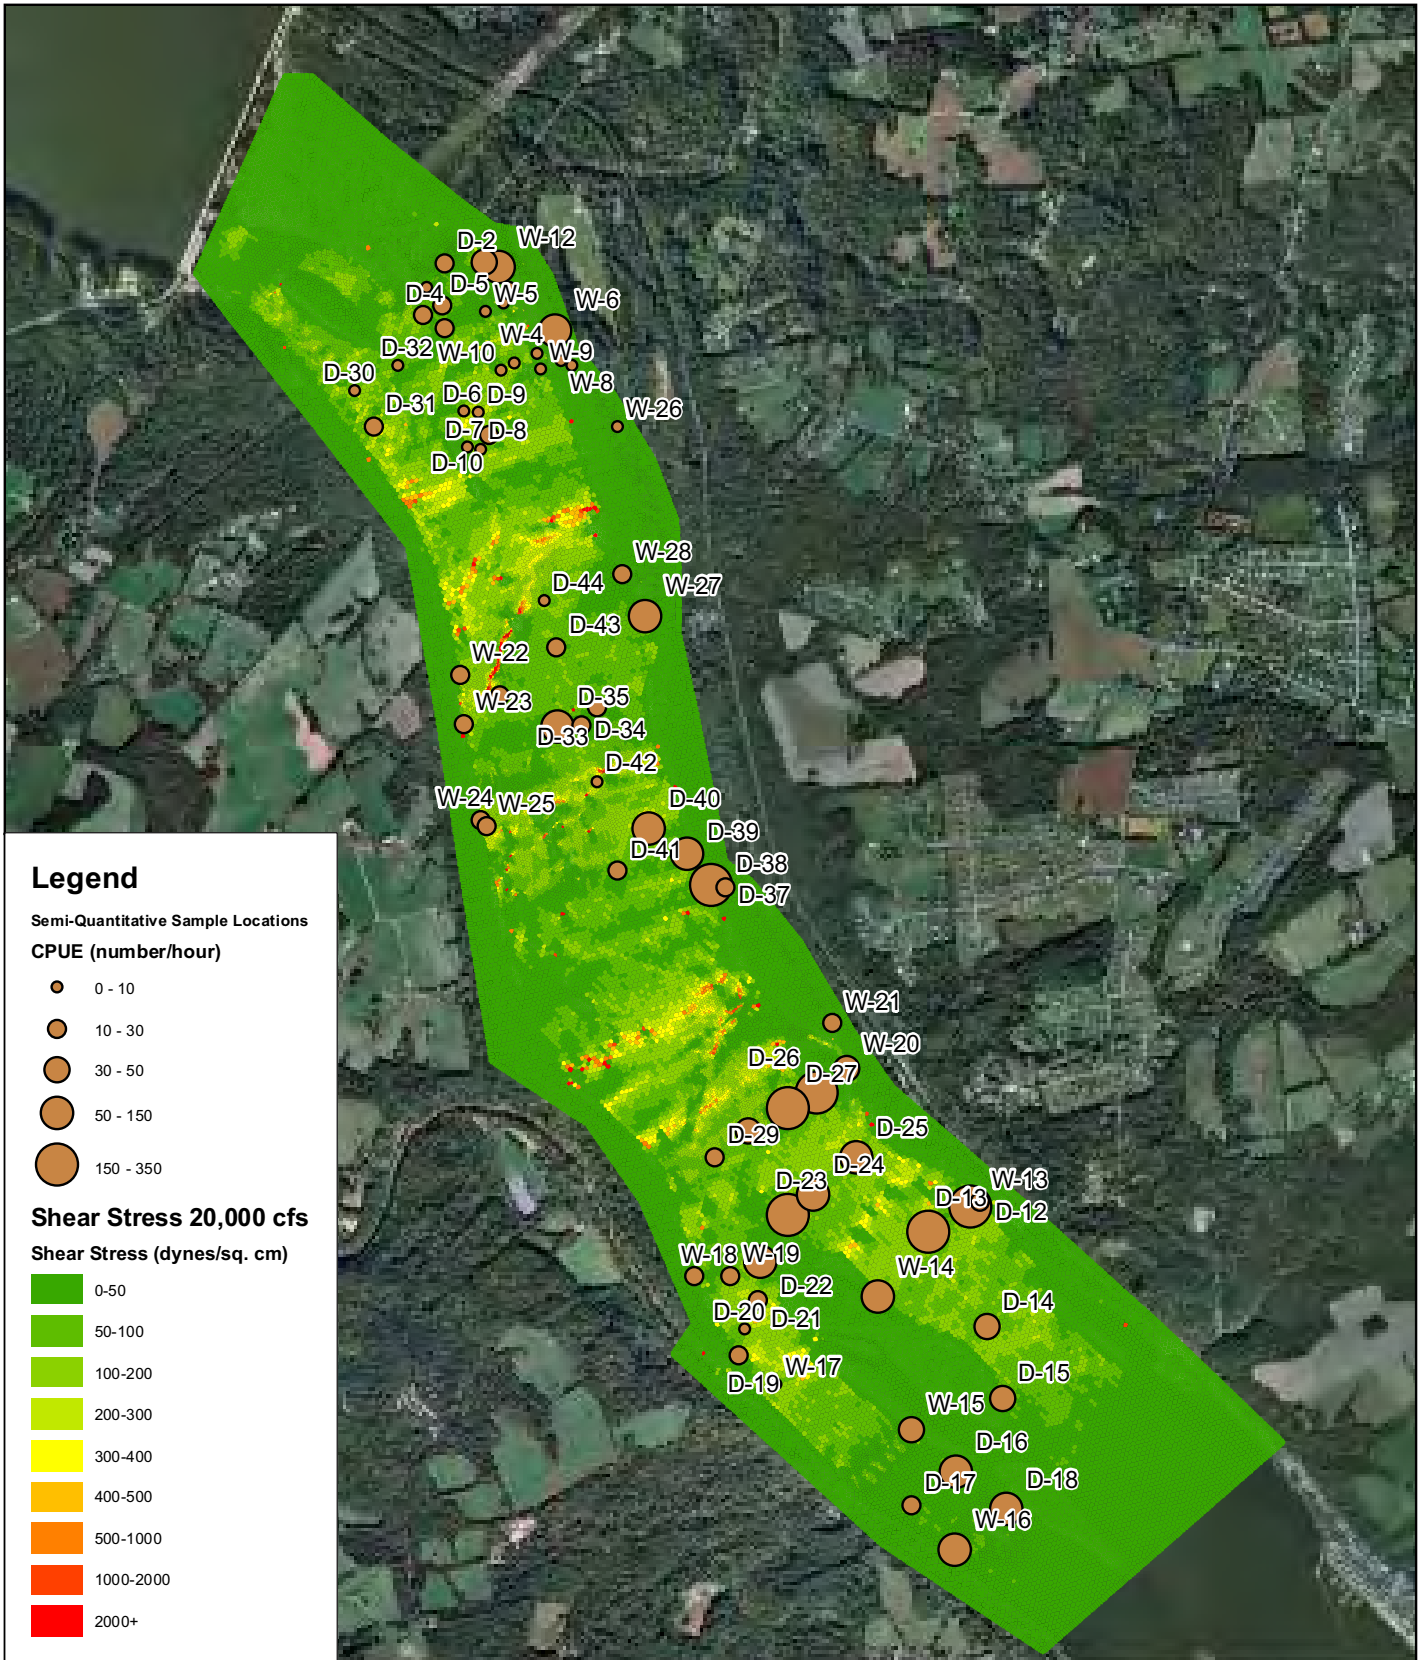 D-2
W-12
D-5
D-4
W-5
W-6
W-4
D-32
W-10
W-9
D-30
W-8
D-6
D-9
D-31
W-26
D-7
D-8
D-10
W-28
D-44
W-27
D-43
W-22
D-35
W-23
D-33
D-34
D-42
W-24
W-25
D-40
D-39
D-41
D-38
D-37
W-21
W-20
D-26
D-27
D-29
D-25
D-24
D-23
W-13
D-13
D-12
W-18
W-19
W-14
D-22
D-20
D-21
D-14
W-17
D-19
D-15
W-15
D-16
D-17
D-18
W-16
Legend
Semi-Quantitative Sample Locations
CPUE (number/hour)
0 - 10
10 - 30
30 - 50
50 - 150
150 - 350
Shear Stress 20,000 cfs
Shear Stress (dynes/sq. cm)
0-50
50-100
100-200
200-300
300-400
400-500
500-1000
1000-2000
2000+